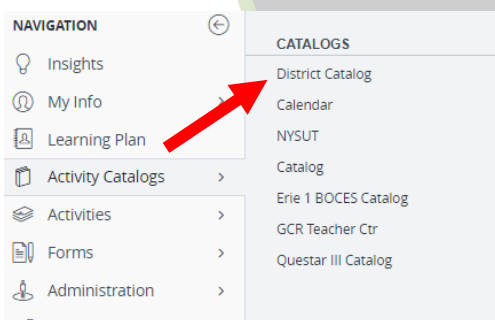 NAVIGATION
Insights
My Info
Learning Plan
Activity Catalogs
Activities
Forms
Administration
CATALOGS
District Catalog
Calendar
NYSUT
Catalog
Erie 1 BOCES Catalog
GCR Teacher Ctr
Questar III Catalog